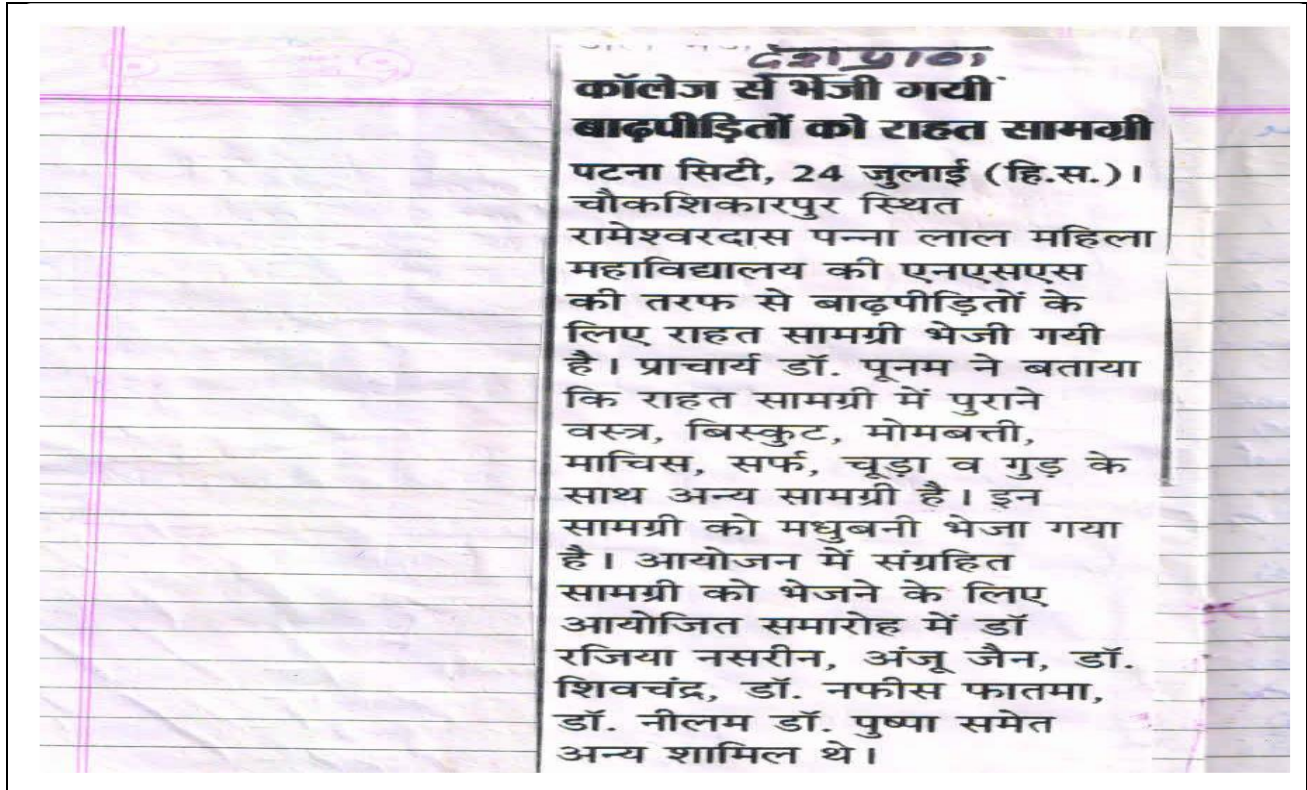 देशप्राण
कॉलेज से भेजी गयी
बाढ़पीड़ितों को राहत सामग्री
पटना सिटी, 24 जुलाई (हि.स.)।
चौकशिकारपुर स्थित
रामेश्वरदास पन्ना लाल महिला
महाविद्यालय की एनएसएस
की तरफ से बाढ़पीड़ितों के
लिए राहत सामग्री भेजी गयी
है। प्राचार्य डॉ. पूनम ने बताया
कि राहत सामग्री में पुराने
वस्त्र, बिस्कुट, मोमबत्ती,
माचिस, सर्फ, चूड़ा व गुड़ के
साथ अन्य सामग्री है। इन
सामग्री को मधुबनी भेजा गया
है। आयोजन में संग्रहित
सामग्री को भेजने के लिए
आयोजित समारोह में डॉ
रजिया नसरीन, अंजू जैन, डॉ.
शिवचंद्र, डॉ. नफीस फातमा,
डॉ. नीलम डॉ. पुष्पा समेत
अन्य शामिल थे।